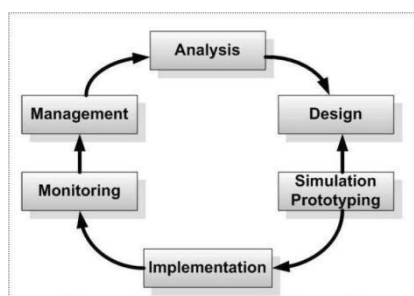 Analysis
Management
Design
Monitoring
Simulation
Prototyping
Implementation